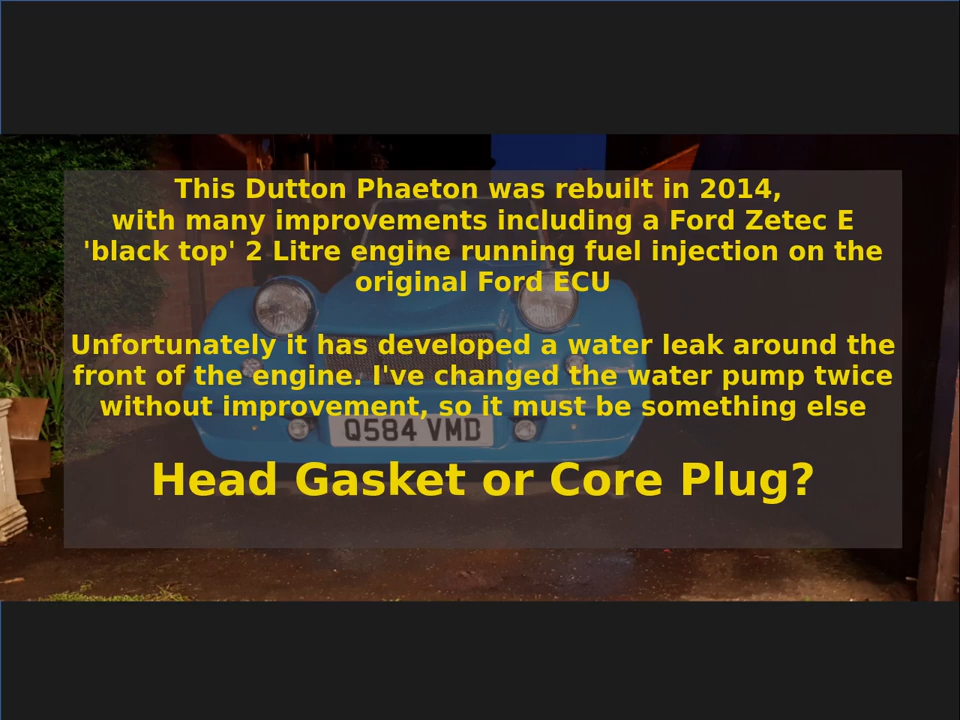 This Dutton Phaeton was rebuilt in 2014,
with many improvements including a Ford Zetec E
'black top' 2 Litre engine running fuel injection on the
original Ford ECU
Unfortunately it has developed a water leak around the
front of the engine. I've changed the water pump twice
without improvement, so it must be something else
Q584 VMD
Head Gasket or Core Plug?